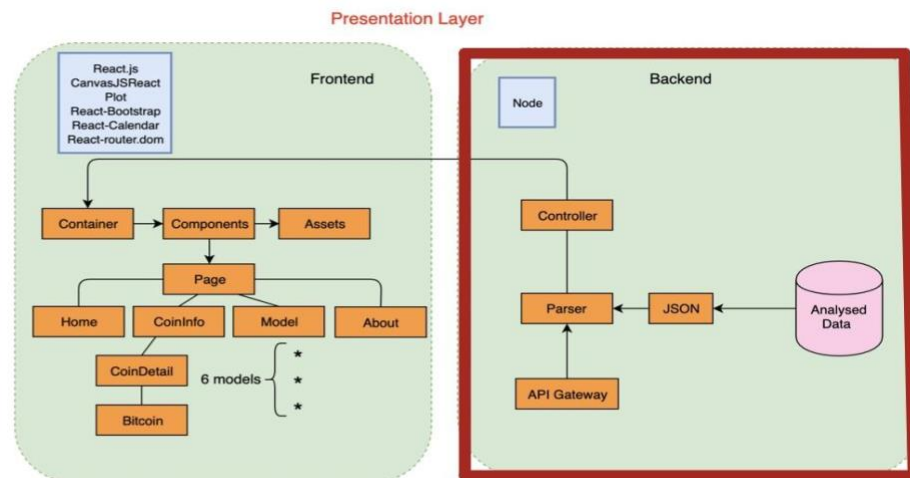 Presentation Layer
React.js
CanvasJSReact
Plot
React-Bootstrap
React-Calendar
React-router.dom
Frontend
Container
Components
Assets
Page
Home
CoinInfo
Model
About
CoinDetail
6 models
*
*
*
Bitcoin
Backend
Node
Controller
Parser
JSON
Analysed
Data
API Gateway